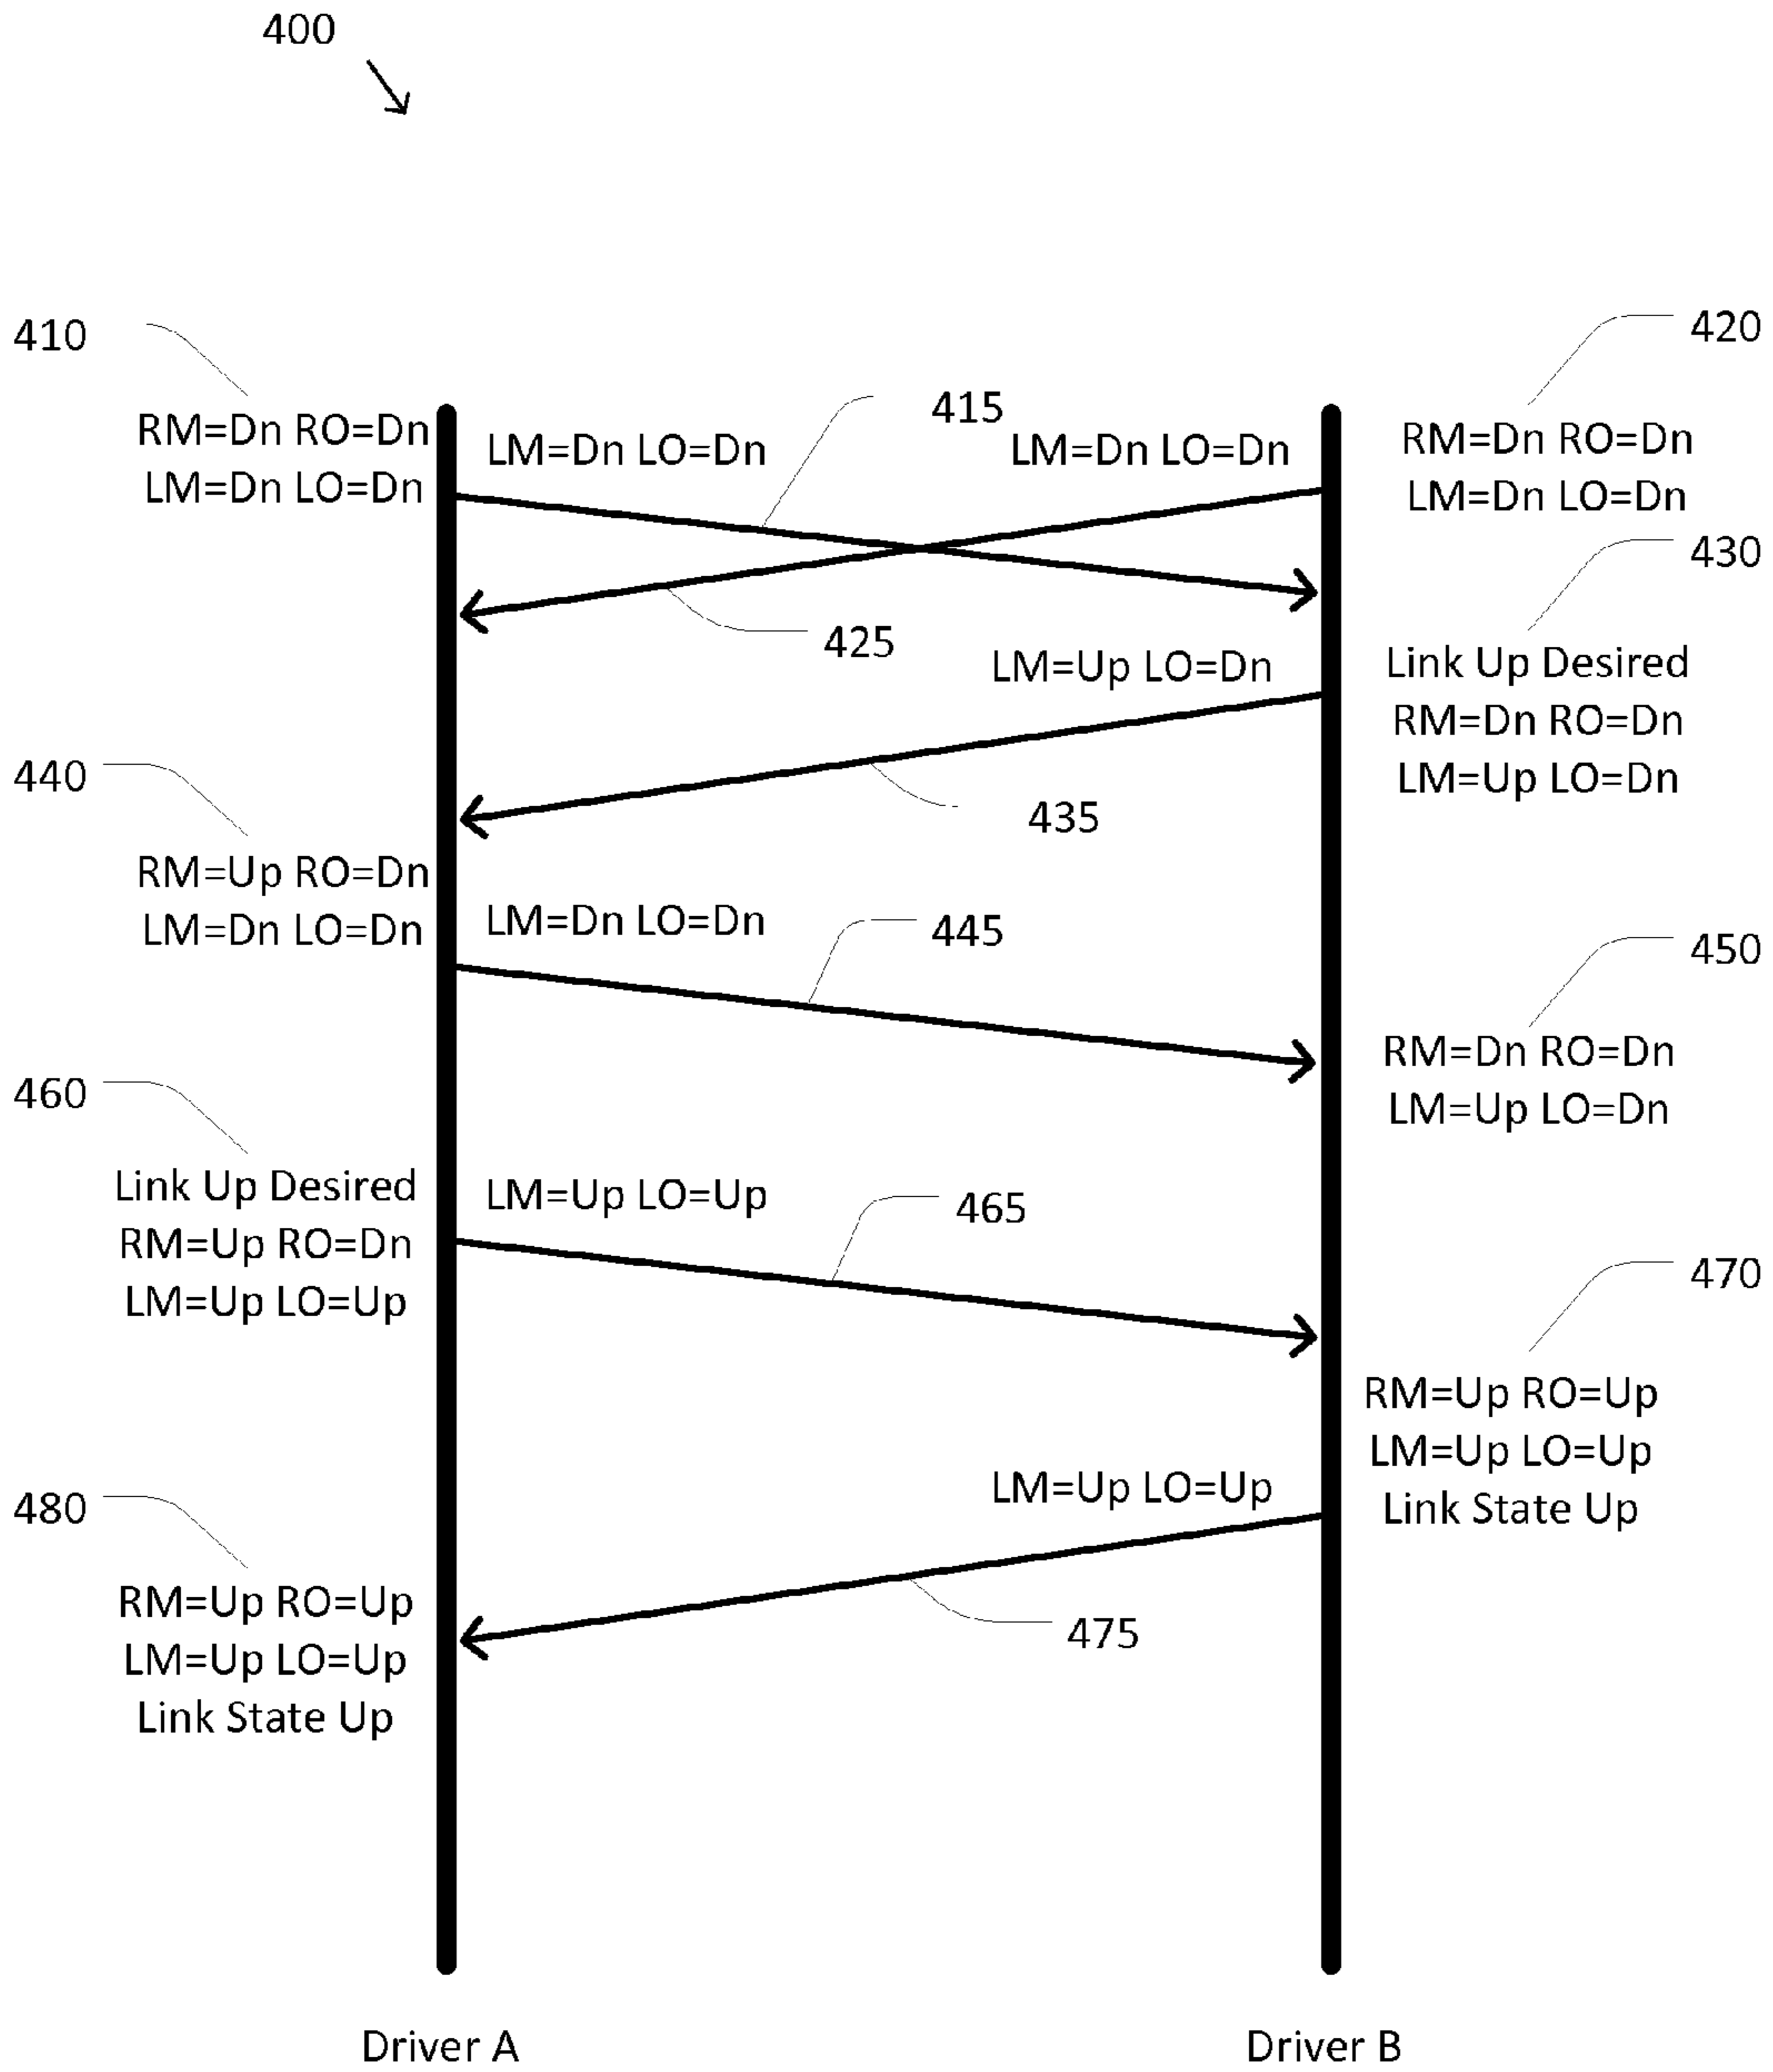 400
410
420
415
RM=Dn RO=Dn
LM=Dn LO=Dn
LM=Dn LO=Dn
LM=Dn LO=Dn
RM=Dn RO=Dn
LM=Dn LO=Dn
430
425
LM=Up LO=Dn
Link Up Desired
RM=Dn RO=Dn
LM=Up LO=Dn
440
435
RM=Up RO=Dn
LM=Dn LO=Dn
LM=Dn LO=Dn
445
450
RM=Dn RO=Dn
LM=Up LO=Dn
460
Link Up Desired
RM=Up RO=Dn
LM=Up LO=Up
LM=Up LO=Up
465
470
RM=Up RO=Up
LM=Up LO=Up
Link State Up
LM=Up LO=Up
480
475
RM=Up RO=Up
LM=Up LO=Up
Link State Up
Driver A
Driver B